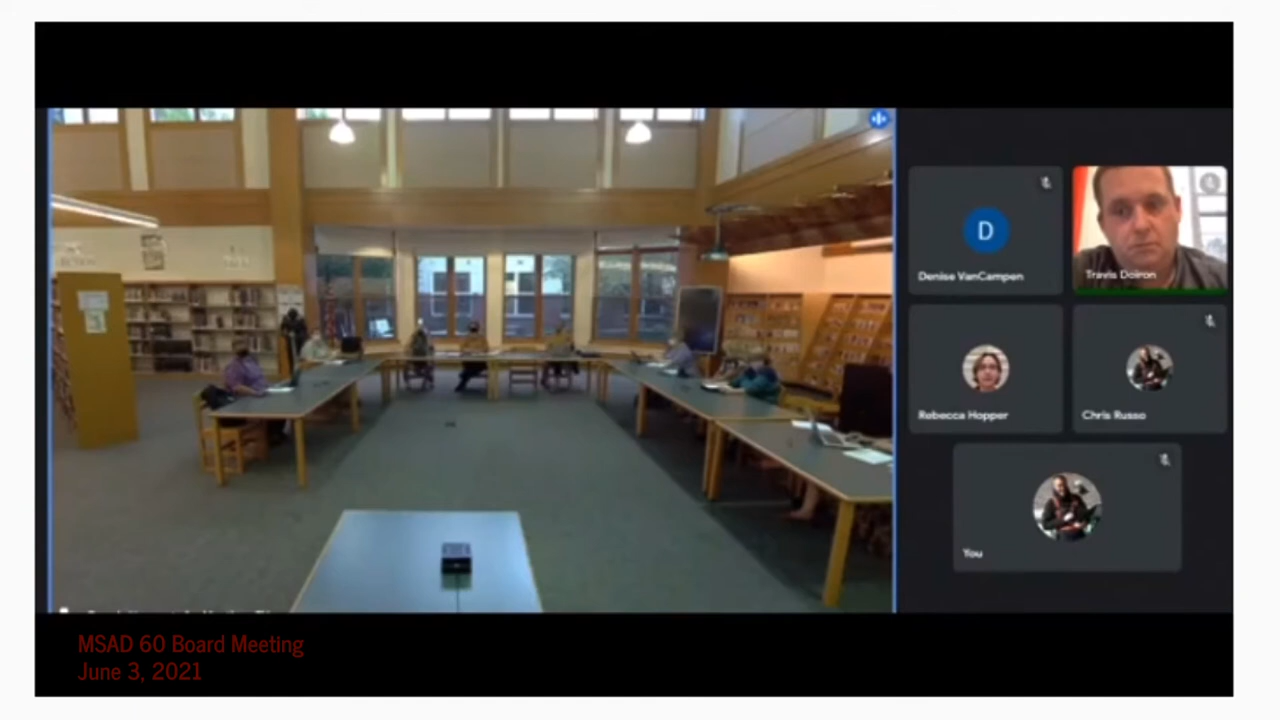 D
Denise VanCampen
Travis Doiron
Rebecca Hopper
Chris Russo
You
MSAD 60 Board Meeting
June 3, 2021